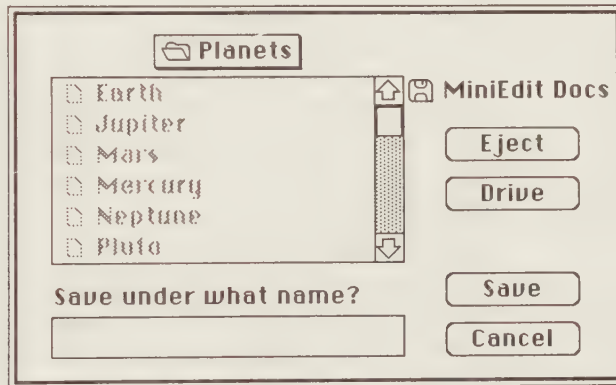 Planets
Earth
Jupiter
Mars
Mercury
Neptune
Pluto
MiniEdit Docs
Eject
Drive
Save under what name?
Save
Cancel